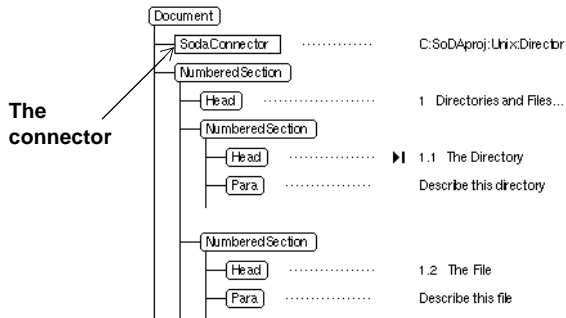 Document
SodaConnector C:SoDAproj:Unix:Director
NumberedSection
Head 1 Directories and Files...
The
connector
NumberedSection
Head 1.1 The Directory
Para Describe this directory
NumberedSection
Head 1.2 The File
Para Describe this file